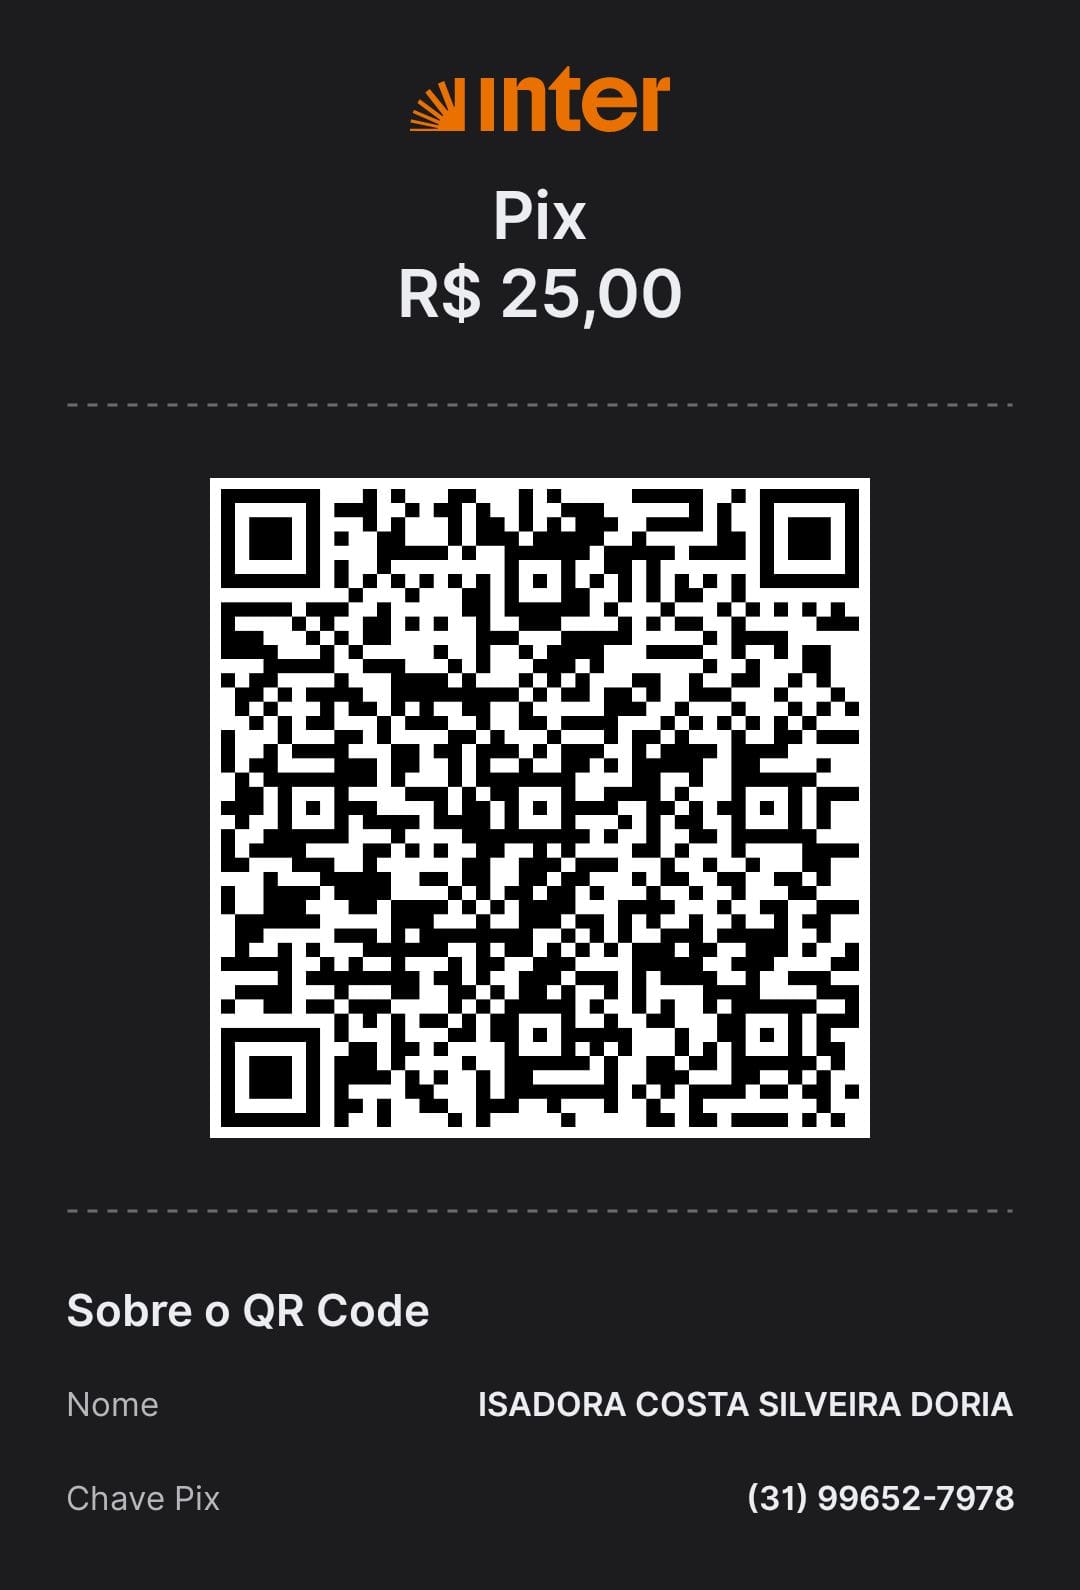 inter
Pix
R$ 25,00
Sobre o QR Code
Nome ISADORA COSTA SILVEIRA DORIA
Chave Pix (31) 99652-7978